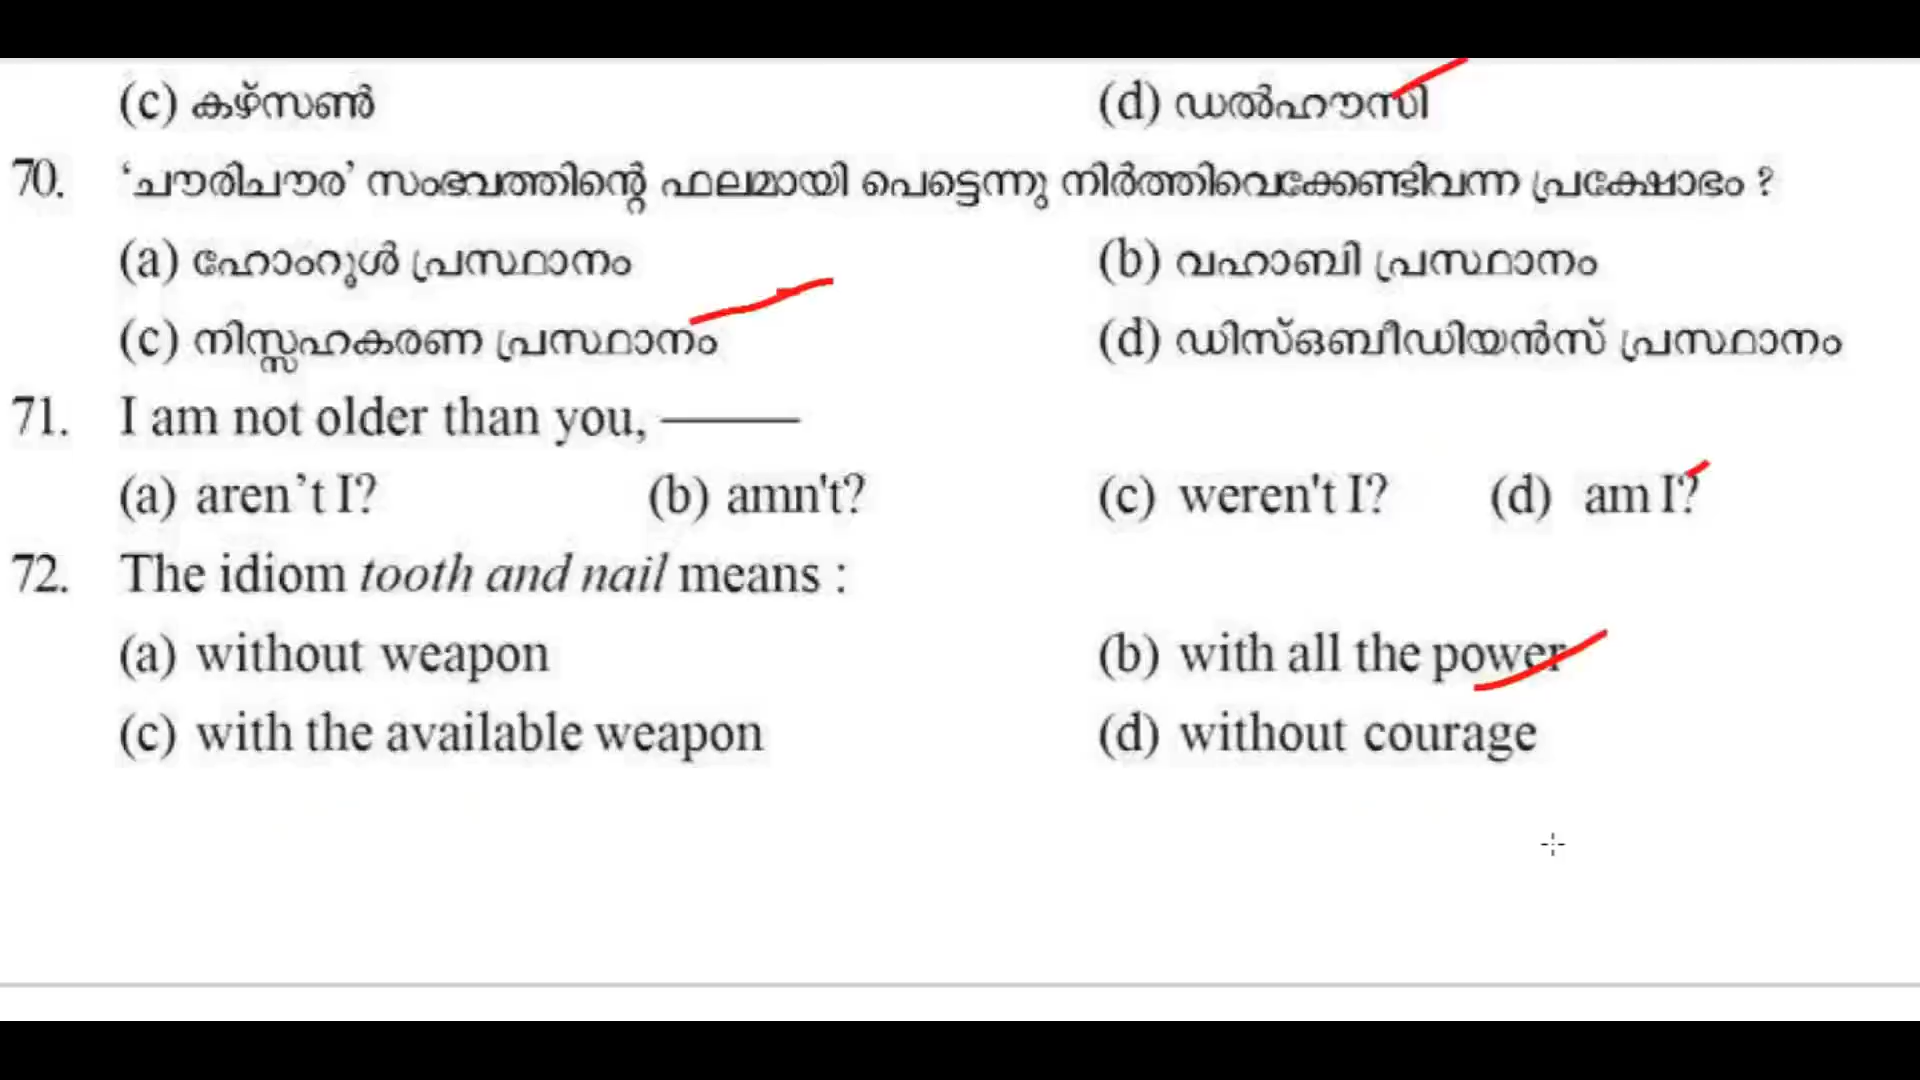 (c) കഴ്സൺ (d) ഡൽഹൗസി
70. ‘ചൗരിചൗര’ സംഭവത്തിന്റെ ഫലമായി പെട്ടെന്നു നിർത്തിവെക്കേണ്ടിവന്ന പ്രക്ഷോഭം ?
(a) ഹോംറൂൾ പ്രസ്ഥാനം (b) വഹാബി പ്രസ്ഥാനം
(c) നിസ്സഹകരണ പ്രസ്ഥാനം (d) ഡിസ്ഒബീഡിയൻസ് പ്രസ്ഥാനം
71. I am not older than you, ———
(a) aren’t I? (b) amn't? (c) weren't I? (d) am I?
72. The idiom tooth and nail means :
(a) without weapon (b) with all the power
(c) with the available weapon (d) without courage